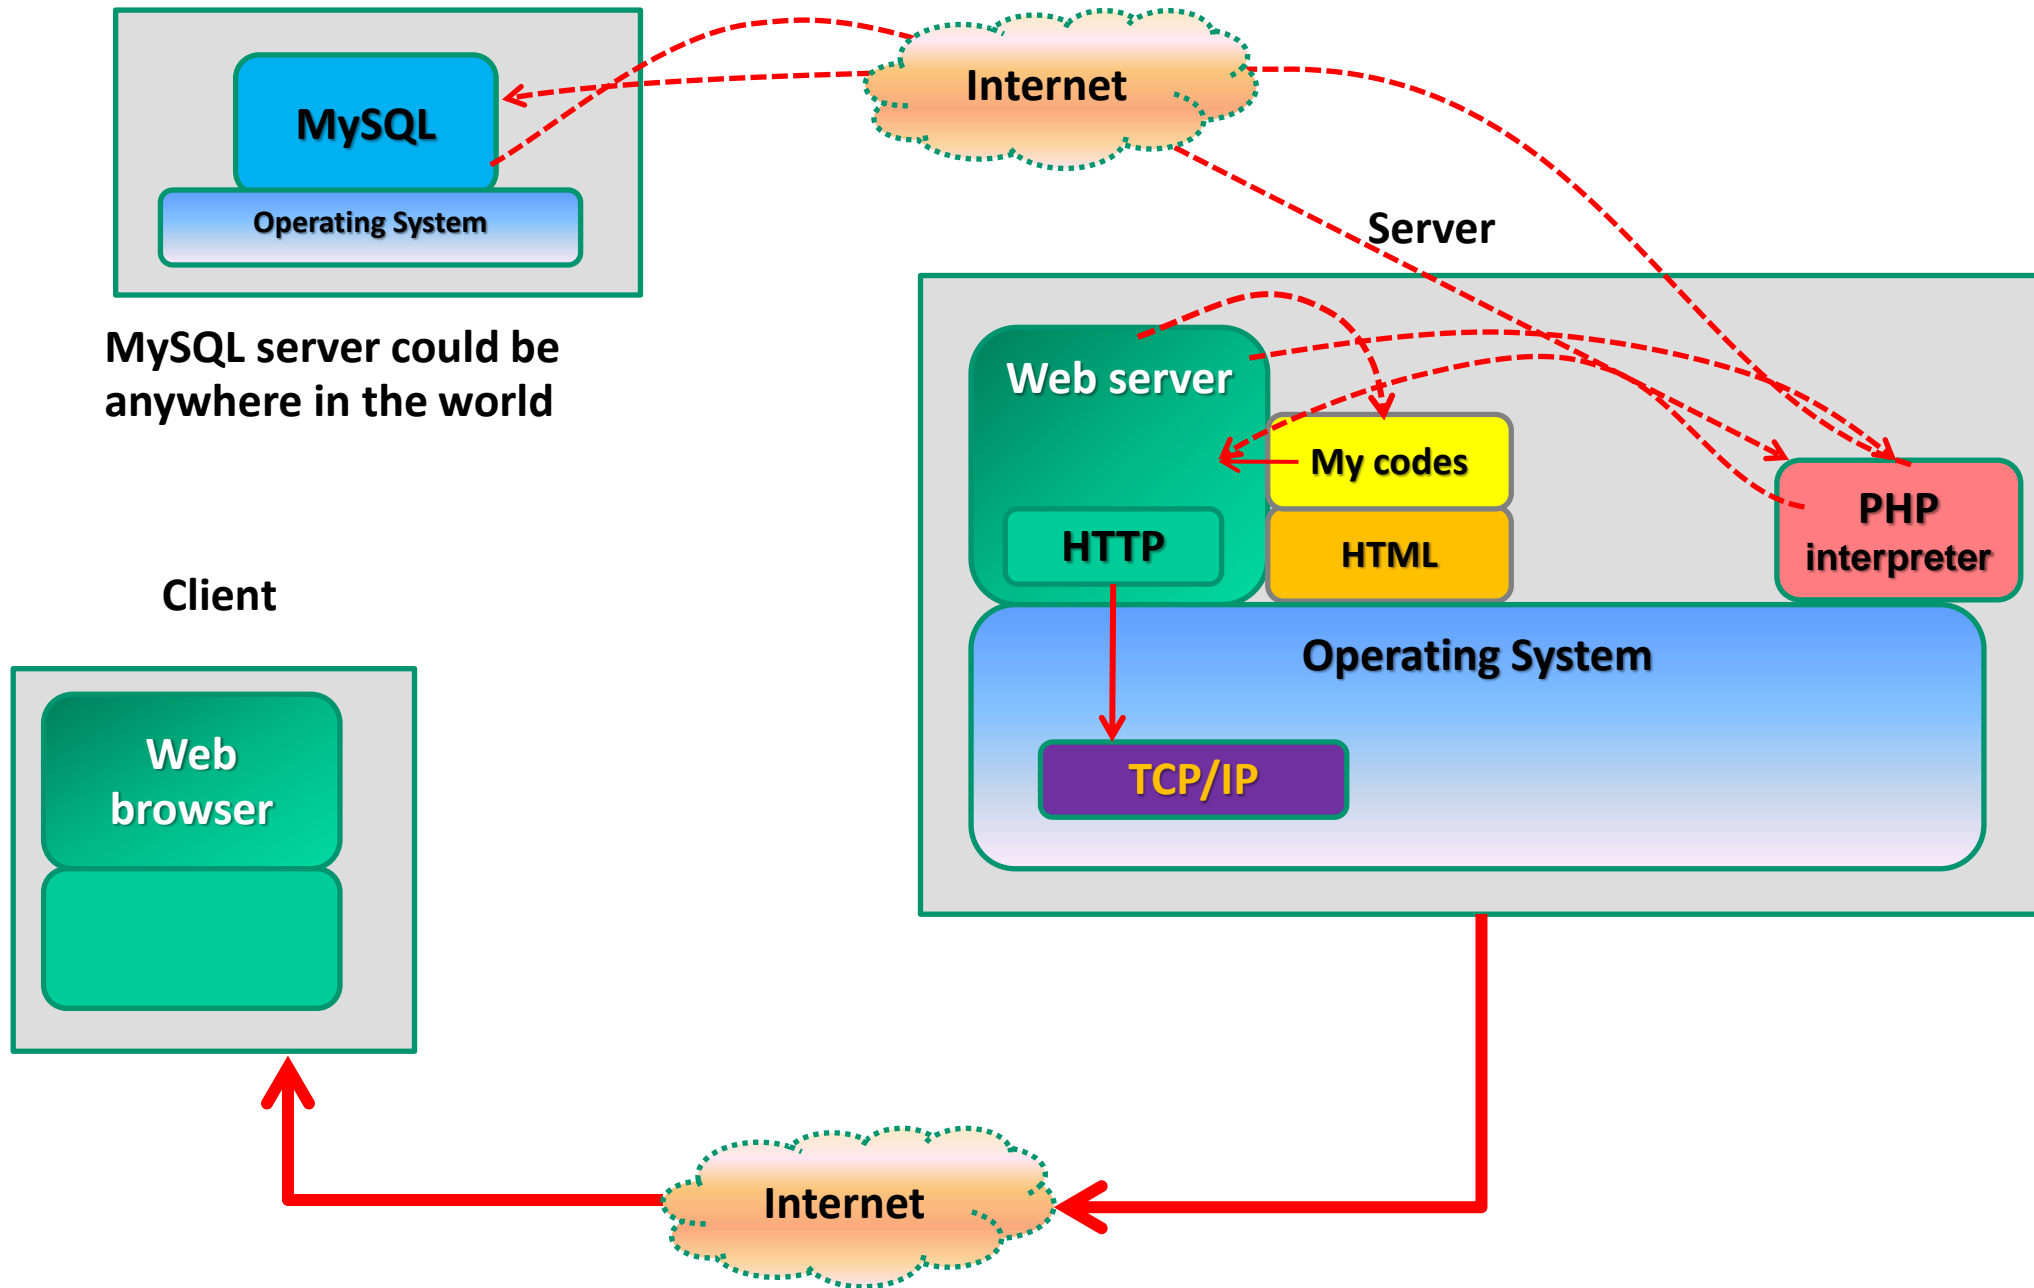 Internet
MySQL
Operating System
Server
MySQL server could be
anywhere in the world
Web server
My codes
HTTP
HTML
PHP
interpreter
Client
Operating System
Web
browser
TCP/IP
Internet